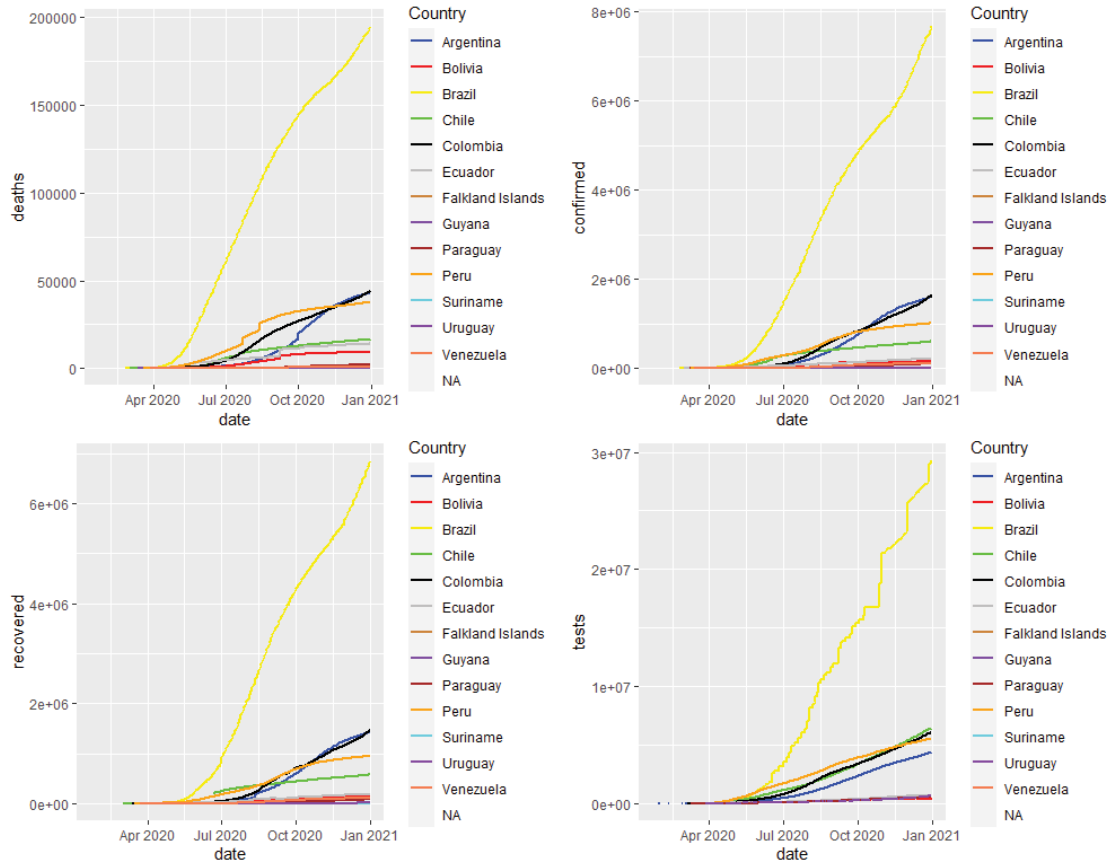 Country
200000
150000
100000
50000
0
deaths
Apr 2020 Jul 2020 Oct 2020 Jan 2021
date
Argentina
Bolivia
Brazil
Chile
Colombia
Ecuador
Falkland Islands
Guyana
Paraguay
Peru
Suriname
Uruguay
Venezuela
NA
Country
8e+06
6e+06
4e+06
2e+06
0e+00
confirmed
Apr 2020 Jul 2020 Oct 2020 Jan 2021
date
Argentina
Bolivia
Brazil
Chile
Colombia
Ecuador
Falkland Islands
Guyana
Paraguay
Peru
Suriname
Uruguay
Venezuela
NA
Country
6e+06
4e+06
2e+06
0e+00
recovered
Apr 2020 Jul 2020 Oct 2020 Jan 2021
date
Argentina
Bolivia
Brazil
Chile
Colombia
Ecuador
Falkland Islands
Guyana
Paraguay
Peru
Suriname
Uruguay
Venezuela
NA
Country
3e+07
2e+07
1e+07
0e+00
tests
Apr 2020 Jul 2020 Oct 2020 Jan 2021
date
Argentina
Bolivia
Brazil
Chile
Colombia
Ecuador
Falkland Islands
Guyana
Paraguay
Peru
Suriname
Uruguay
Venezuela
NA